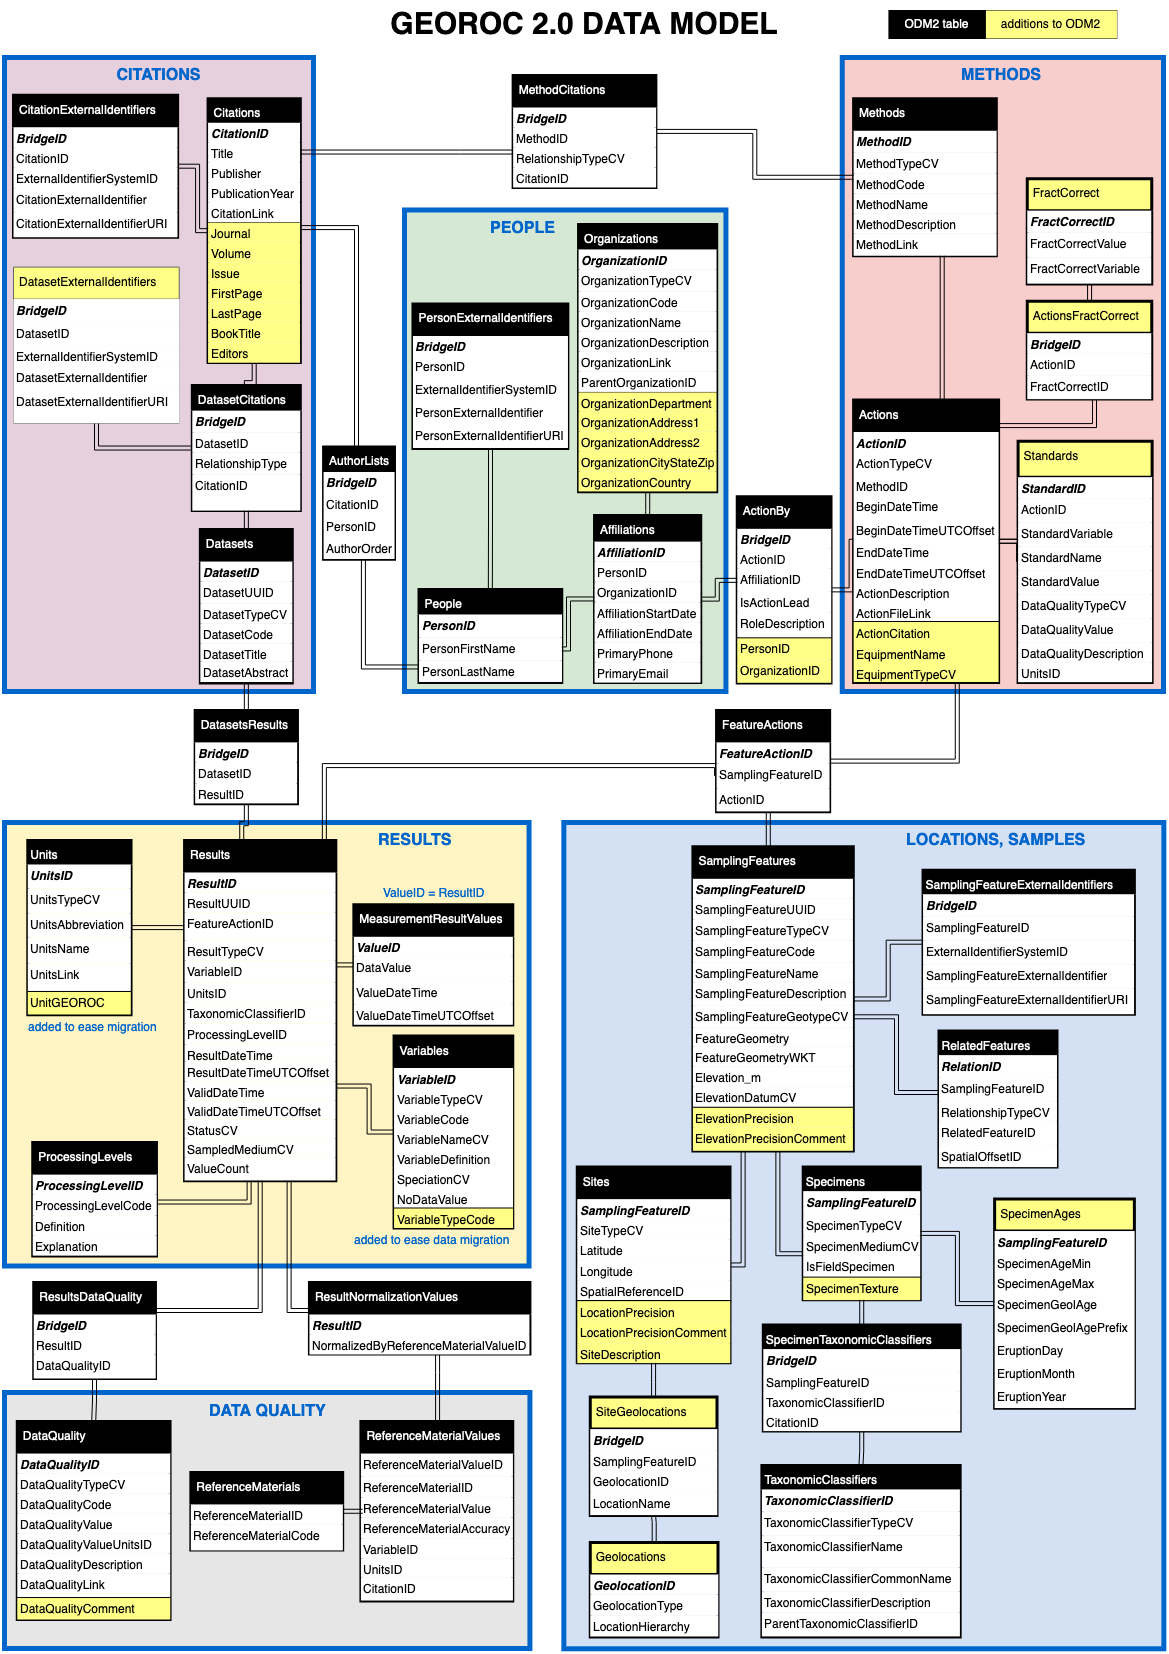 GEOROC 2.0 DATA MODEL
ODM2 table
additions to ODM2
CITATIONS
CitationExternalIdentifiers
BridgeID
CitationID
ExternalIdentifierSystemID
CitationExternalIdentifier
CitationExternalIdentifierURI
Citations
CitationID
Title
Publisher
PublicationYear
CitationLink
Journal
Volume
Issue
FirstPage
LastPage
BookTitle
Editors
DatasetExternalIdentifiers
BridgeID
DatasetID
ExternalIdentifierSystemID
DatasetExternalIdentifier
DatasetExternalIdentifierURI
DatasetCitations
BridgeID
DatasetID
RelationshipType
CitationID
Datasets
DatasetID
DatasetUUID
DatasetTypeCV
DatasetCode
DatasetTitle
DatasetAbstract
MethodCitations
BridgeID
MethodID
RelationshipTypeCV
CitationID
AuthorLists
BridgeID
CitationID
PersonID
AuthorOrder
PEOPLE
PersonExternalIdentifiers
BridgeID
PersonID
ExternalIdentifierSystemID
PersonExternalIdentifier
PersonExternalIdentifierURI
Organizations
OrganizationID
OrganizationTypeCV
OrganizationCode
OrganizationName
OrganizationDescription
OrganizationLink
ParentOrganizationID
OrganizationDepartment
OrganizationAddress1
OrganizationAddress2
OrganizationCityStateZip
OrganizationCountry
People
PersonID
PersonFirstName
PersonLastName
Affiliations
AffiliationID
PersonID
OrganizationID
AffiliationStartDate
AffiliationEndDate
PrimaryPhone
PrimaryEmail
ActionBy
BridgeID
ActionID
AffiliationID
IsActionLead
RoleDescription
PersonID
OrganizationID
METHODS
Methods
MethodID
MethodTypeCV
MethodCode
MethodName
MethodDescription
MethodLink
FractCorrect
FractCorrectID
FractCorrectValue
FractCorrectVariable
ActionsFractCorrect
BridgeID
ActionID
FractCorrectID
Actions
ActionID
ActionTypeCV
MethodID
BeginDateTime
BeginDateTimeUTCOffset
EndDateTime
EndDateTimeUTCOffset
ActionDescription
ActionFileLink
ActionCitation
EquipmentName
EquipmentTypeCV
Standards
StandardID
ActionID
StandardVariable
StandardName
StandardValue
DataQualityTypeCV
DataQualityValue
DataQualityDescription
UnitsID
DatasetsResults
BridgeID
DatasetID
ResultID
FeatureActions
FeatureActionID
SamplingFeatureID
ActionID
RESULTS
Units
UnitsID
UnitsTypeCV
UnitsAbbreviation
UnitsName
UnitsLink
UnitGEOROC
added to ease migration
Results
ResultID
ResultUUID
FeatureActionID
ResultTypeCV
VariableID
UnitsID
TaxonomicClassifierID
ProcessingLevelID
ResultDateTime
ResultDateTimeUTCOffset
ValidDateTime
ValidDateTimeUTCOffset
StatusCV
SampledMediumCV
ValueCount
ValueID = ResultID
MeasurementResultValues
ValueID
DataValue
ValueDateTime
ValueDateTimeUTCOffset
Variables
VariableID
VariableTypeCV
VariableCode
VariableNameCV
VariableDefinition
SpeciationCV
NoDataValue
VariableTypeCode
added to ease data migration
ProcessingLevels
ProcessingLevelID
ProcessingLevelCode
Definition
Explanation
ResultsDataQuality
BridgeID
ResultID
DataQualityID
ResultNormalizationValues
ResultID
NormalizedByReferenceMaterialValueID
DATA QUALITY
DataQuality
DataQualityID
DataQualityTypeCV
DataQualityCode
DataQualityValue
DataQualityValueUnitsID
DataQualityDescription
DataQualityLink
DataQualityComment
ReferenceMaterials
ReferenceMaterialID
ReferenceMaterialCode
ReferenceMaterialValues
ReferenceMaterialValueID
ReferenceMaterialID
ReferenceMaterialValue
ReferenceMaterialAccuracy
VariableID
UnitsID
CitationID
LOCATIONS, SAMPLES
SamplingFeatures
SamplingFeatureID
SamplingFeatureUUID
SamplingFeatureTypeCV
SamplingFeatureCode
SamplingFeatureName
SamplingFeatureDescription
SamplingFeatureGeotypeCV
FeatureGeometry
FeatureGeometryWKT
Elevation_m
ElevationDatumCV
ElevationPrecision
ElevationPrecisionComment
SamplingFeatureExternalIdentifiers
BridgeID
SamplingFeatureID
ExternalIdentifierSystemID
SamplingFeatureExternalIdentifier
SamplingFeatureExternalIdentifierURI
RelatedFeatures
RelationID
SamplingFeatureID
RelationshipTypeCV
RelatedFeatureID
SpatialOffsetID
Sites
SamplingFeatureID
SiteTypeCV
Latitude
Longitude
SpatialReferenceID
LocationPrecision
LocationPrecisionComment
SiteDescription
Specimens
SamplingFeatureID
SpecimenTypeCV
SpecimenMediumCV
IsFieldSpecimen
SpecimenTexture
SpecimenAges
SamplingFeatureID
SpecimenAgeMin
SpecimenAgeMax
SpecimenGeolAge
SpecimenGeolAgePrefix
EruptionDay
EruptionMonth
EruptionYear
SpecimenTaxonomicClassifiers
BridgeID
SamplingFeatureID
TaxonomicClassifierID
CitationID
SiteGeolocations
BridgeID
SamplingFeatureID
GeolocationID
LocationName
Geolocations
GeolocationID
GeolocationType
LocationHierarchy
TaxonomicClassifiers
TaxonomicClassifierID
TaxonomicClassifierTypeCV
TaxonomicClassifierName
TaxonomicClassifierCommonName
TaxonomicClassifierDescription
ParentTaxonomicClassifierID